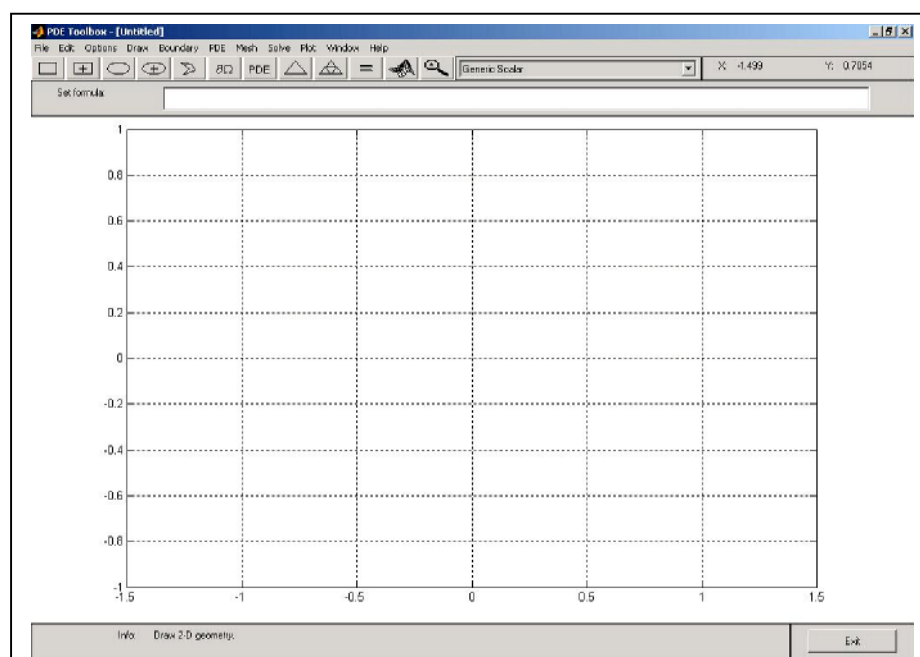 PDE Toolbox - [Untitled]
File Edit Options Draw Boundary PDE Mesh Solve Plot Window Help
∂Ω PDE = Generic Scalar X: -1.499 Y: 0.7054
Set formula:
1
0.8
0.6
0.4
0.2
0
-0.2
-0.4
-0.6
-0.8
-1
-1.5 -1 -0.5 0 0.5 1 1.5
Info: Draw 2-D geometry. Exit